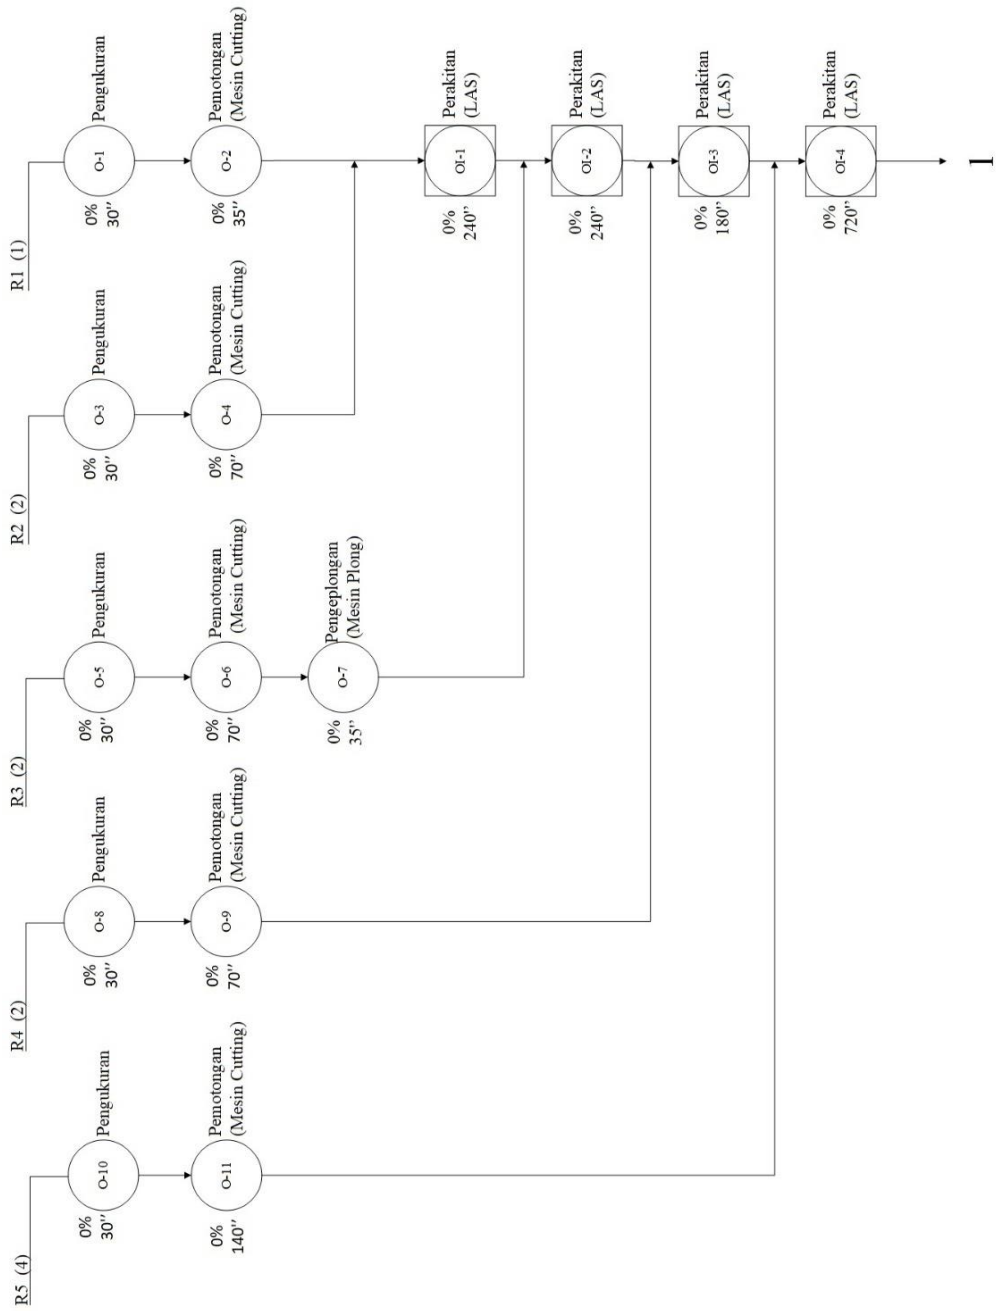 R5 (4)
0%
30''
O-10
Pengukuran
0%
140''
O-11
Pemotongan
(Mesin Cutting)
R4 (2)
0%
30''
O-8
Pengukuran
0%
70''
O-9
Pemotongan
(Mesin Cutting)
R3 (2)
0%
30''
O-5
Pengukuran
0%
70''
O-6
Pemotongan
(Mesin Cutting)
0%
35''
O-7
Pengeplongan
(Mesin Plong)
R2 (2)
0%
30''
O-3
Pengukuran
0%
70''
O-4
Pemotongan
(Mesin Cutting)
R1 (1)
0%
30''
O-1
Pengukuran
0%
35''
O-2
Pemotongan
(Mesin Cutting)
0%
240''
OI-1
Perakitan
(LAS)
0%
240''
OI-2
Perakitan
(LAS)
0%
180''
OI-3
Perakitan
(LAS)
0%
720''
OI-4
Perakitan
(LAS)
1